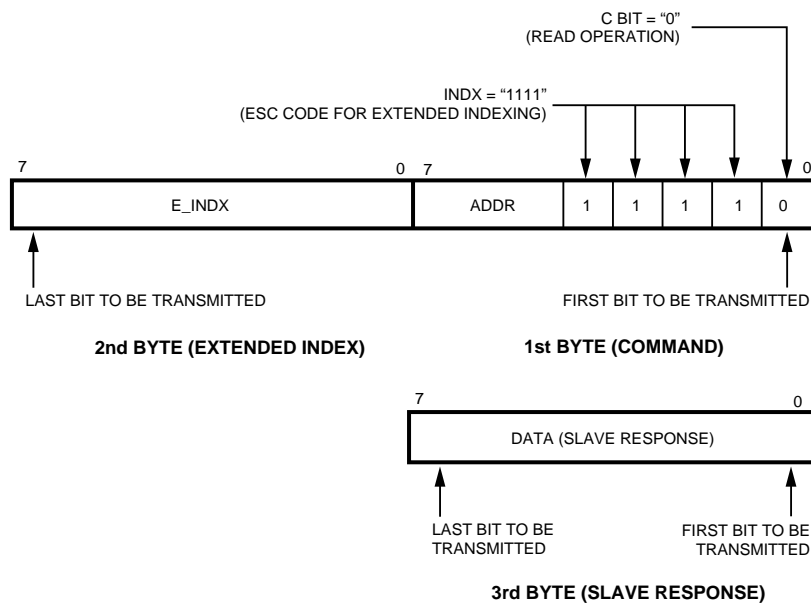 C BIT = “0”
(READ OPERATION)
INDX = “1111”
(ESC CODE FOR EXTENDED INDEXING)
7 0 7 0
E_INDX ADDR 1 1 1 1 0
LAST BIT TO BE TRANSMITTED FIRST BIT TO BE TRANSMITTED
2nd BYTE (EXTENDED INDEX) 1st BYTE (COMMAND)
7 0
DATA (SLAVE RESPONSE)
LAST BIT TO BE
TRANSMITTED
FIRST BIT TO BE
TRANSMITTED
3rd BYTE (SLAVE RESPONSE)